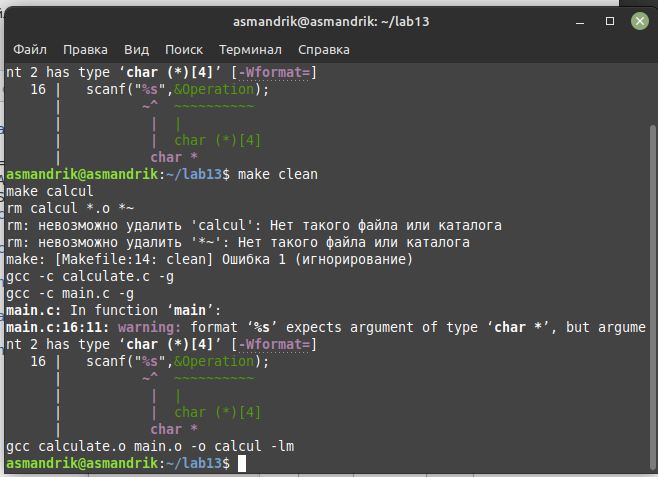 asmandrik@asmandrik: ~/lab13
Файл Правка Вид Поиск Терминал Справка
nt 2 has type ‘char (*)[4]’ [-Wformat=]
   16 |   scanf("%s",&Operation);
      |          ~^  ~~~~~~~~~~
      |           |  |
      |           |  char (*)[4]
      |           char *
asmandrik@asmandrik:~/lab13$ make clean
make calcul
rm calcul *.o *~
rm: невозможно удалить 'calcul': Нет такого файла или каталога
rm: невозможно удалить '*~': Нет такого файла или каталога
make: [Makefile:14: clean] Ошибка 1 (игнорирование)
gcc -c calculate.c -g
gcc -c main.c -g
main.c: In function ‘main’:
main.c:16:11: warning: format ‘%s’ expects argument of type ‘char *’, but argume
nt 2 has type ‘char (*)[4]’ [-Wformat=]
   16 |   scanf("%s",&Operation);
      |          ~^  ~~~~~~~~~~
      |           |  |
      |           |  char (*)[4]
      |           char *
gcc calculate.o main.o -o calcul -lm
asmandrik@asmandrik:~/lab13$